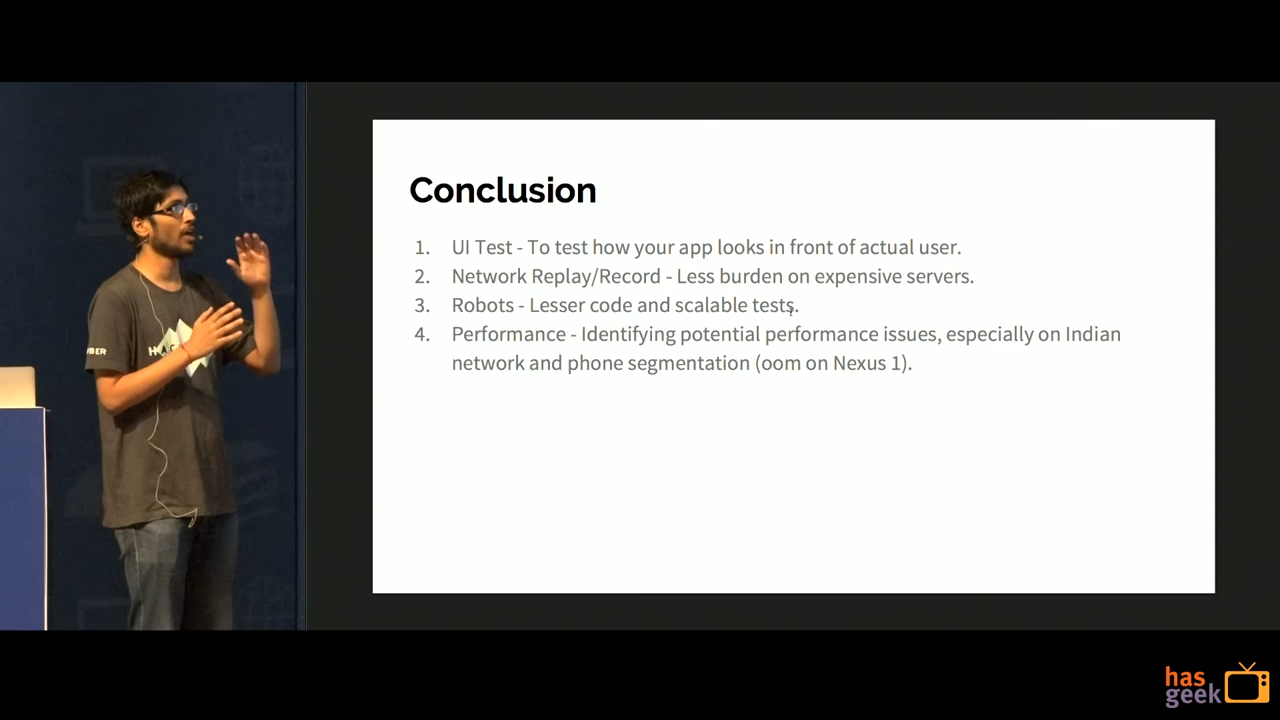 Conclusion
1. UI Test - To test how your app looks in front of actual user.
2. Network Replay/Record - Less burden on expensive servers.
3. Robots - Lesser code and scalable tests.
4. Performance - Identifying potential performance issues, especially on Indian
network and phone segmentation (oom on Nexus 1).
has
geek